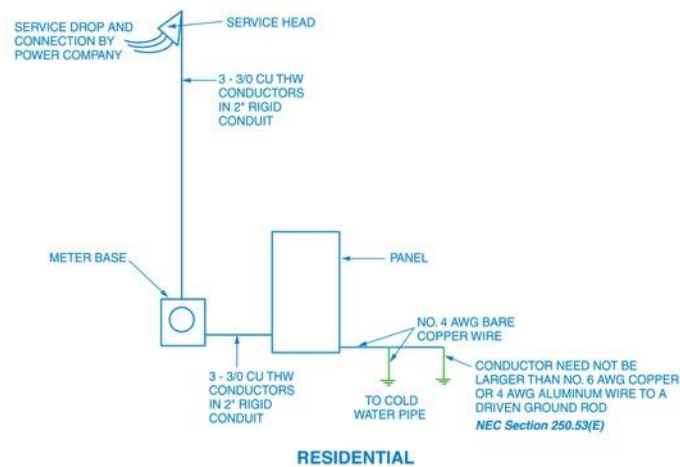 SERVICE DROP AND
CONNECTION BY
POWER COMPANY
SERVICE HEAD
3 - 3/0 CU THW
CONDUCTORS
IN 2" RIGID
CONDUIT
METER BASE
PANEL
NO. 4 AWG BARE
COPPER WIRE
3 - 3/0 CU THW
CONDUCTORS
IN 2" RIGID
CONDUIT
TO COLD
WATER PIPE
CONDUCTOR NEED NOT BE
LARGER THAN NO. 6 AWG COPPER
OR 4 AWG ALUMINUM WIRE TO A
DRIVEN GROUND ROD
NEC Section 250.53(E)
RESIDENTIAL